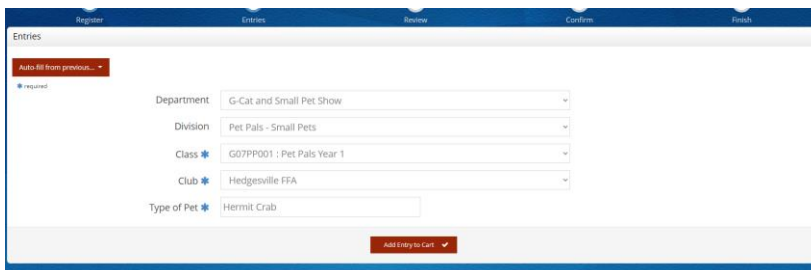 Register Entries Review Confirm Finish
Entries
Auto-fill from previous...
✱ required
Department G-Cat and Small Pet Show
Division Pet Pals - Small Pets
Class ✱ G07PP001 : Pet Pals Year 1
Club ✱ Hedgesville FFA
Type of Pet ✱ Hermit Crab
Add Entry to Cart ✔